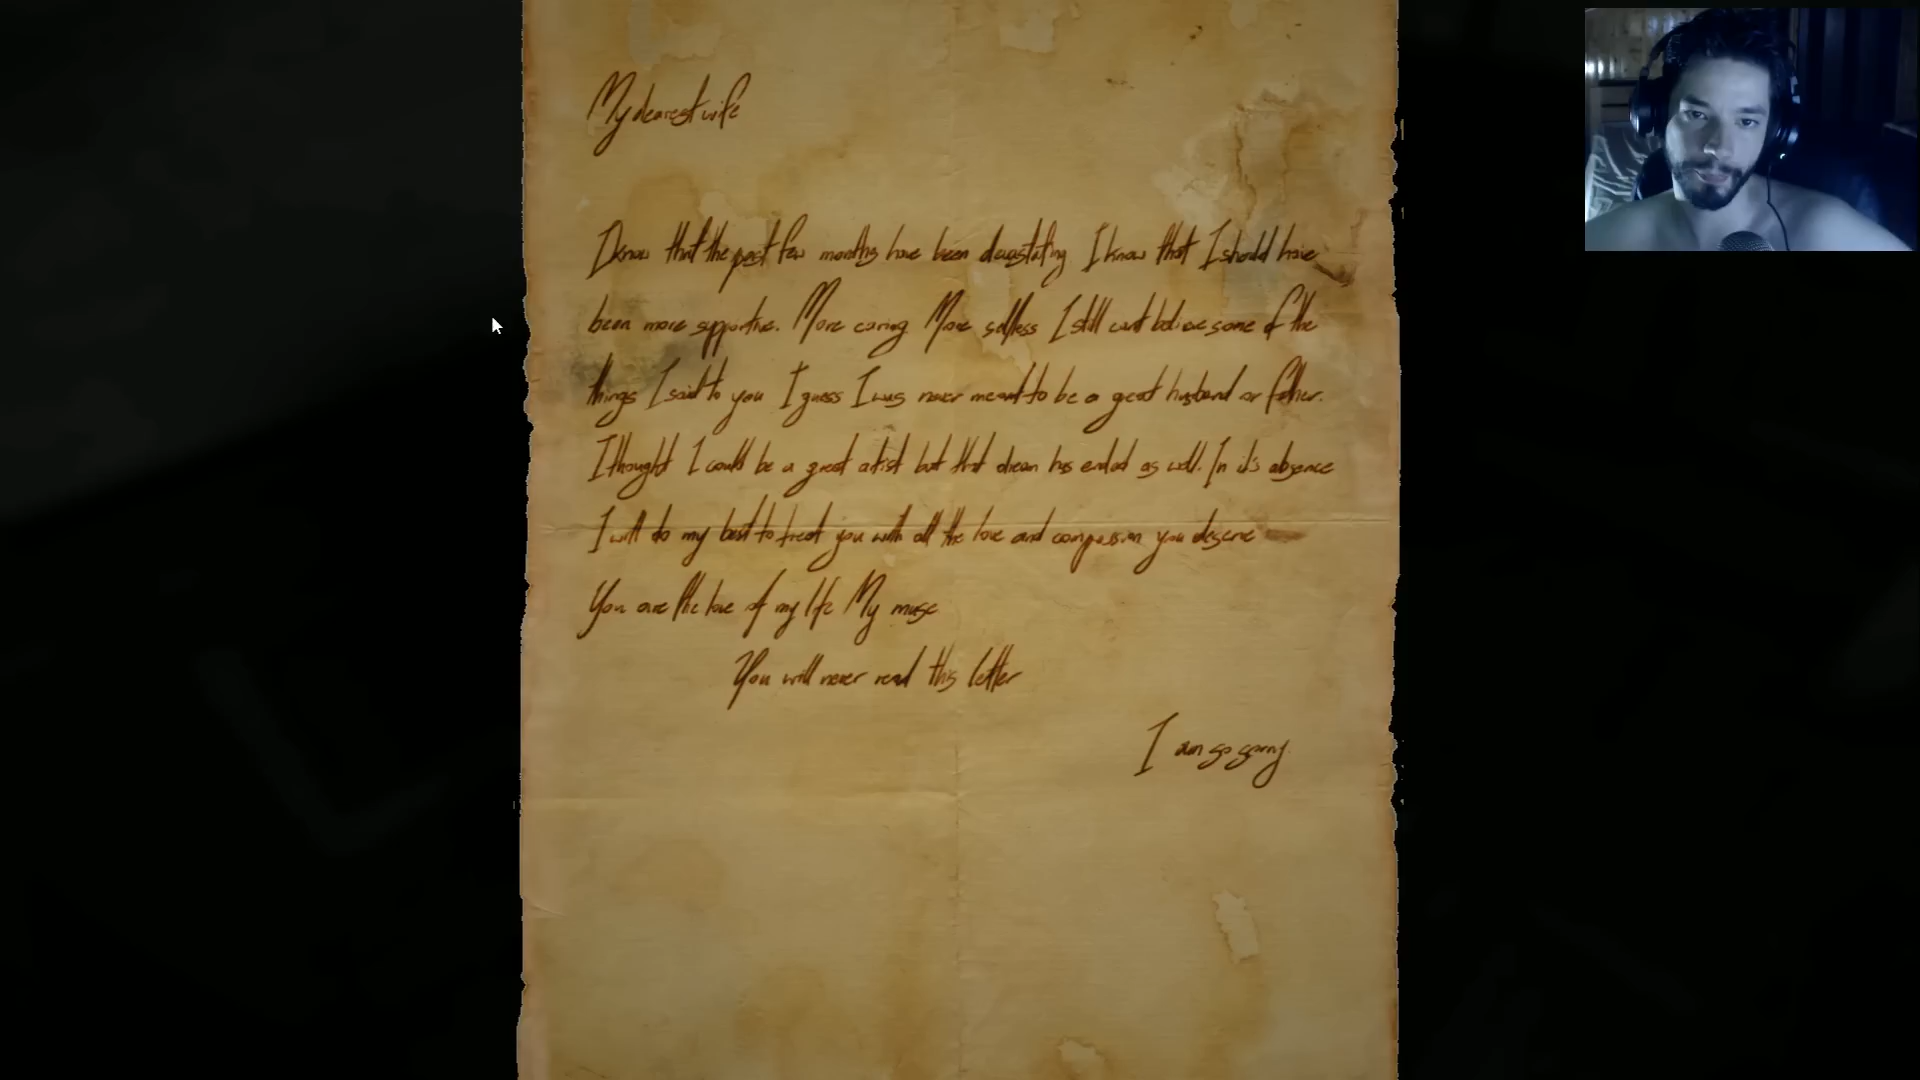 My dearest wife
I know that the past few months have been devastating I know that I should have
been more supportive. More caring More selfless I still cant believe some of the
things I said to you I guess I was never meant to be a great husband or father.
I thought I could be a great artist but that dream has ended as well. In it's absence
I will do my best to treat you with all the love and compassion you deserve
You are the love of my life My muse
You will never read this letter
I am so sorry.